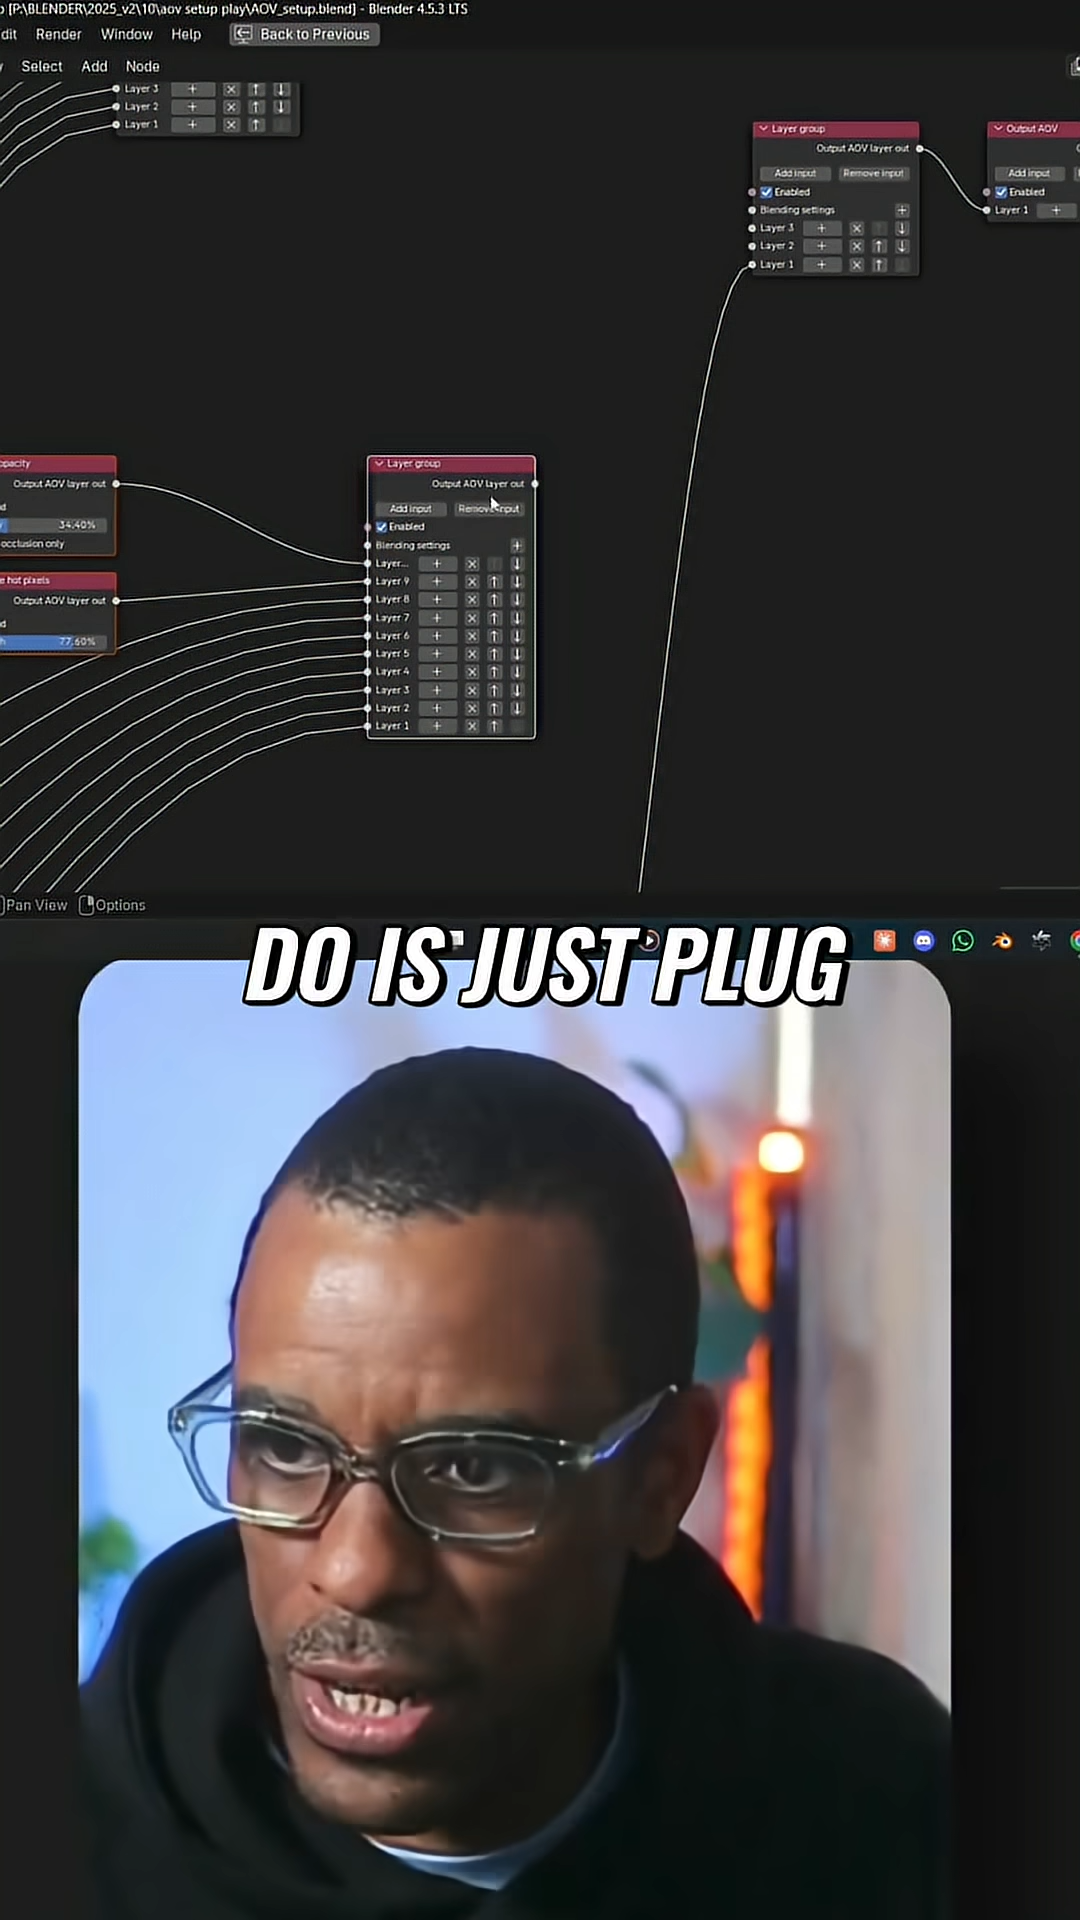 [P:\BLENDER\2025_v2\10\aov setup play\AOV_setup.blend] - Blender 4.5.3 LTS
dit Render Window Help Back to Previous
Select Add Node
Layer 3
Layer 2
Layer 1
Layer group
Output AOV layer out
Add input Remove input
Enabled
Blending settings
Layer 3
Layer 2
Layer 1
Output AOV
Add input
Enabled
Layer 1
opacity
Output AOV layer out
34.40%
occlusion only
e hot pixels
Output AOV layer out
77.60%
Layer group
Output AOV layer out
Add input Remove input
Enabled
Blending settings
Layer...
Layer 9
Layer 8
Layer 7
Layer 6
Layer 5
Layer 4
Layer 3
Layer 2
Layer 1
Pan View Options
DO IS JUST PLUG